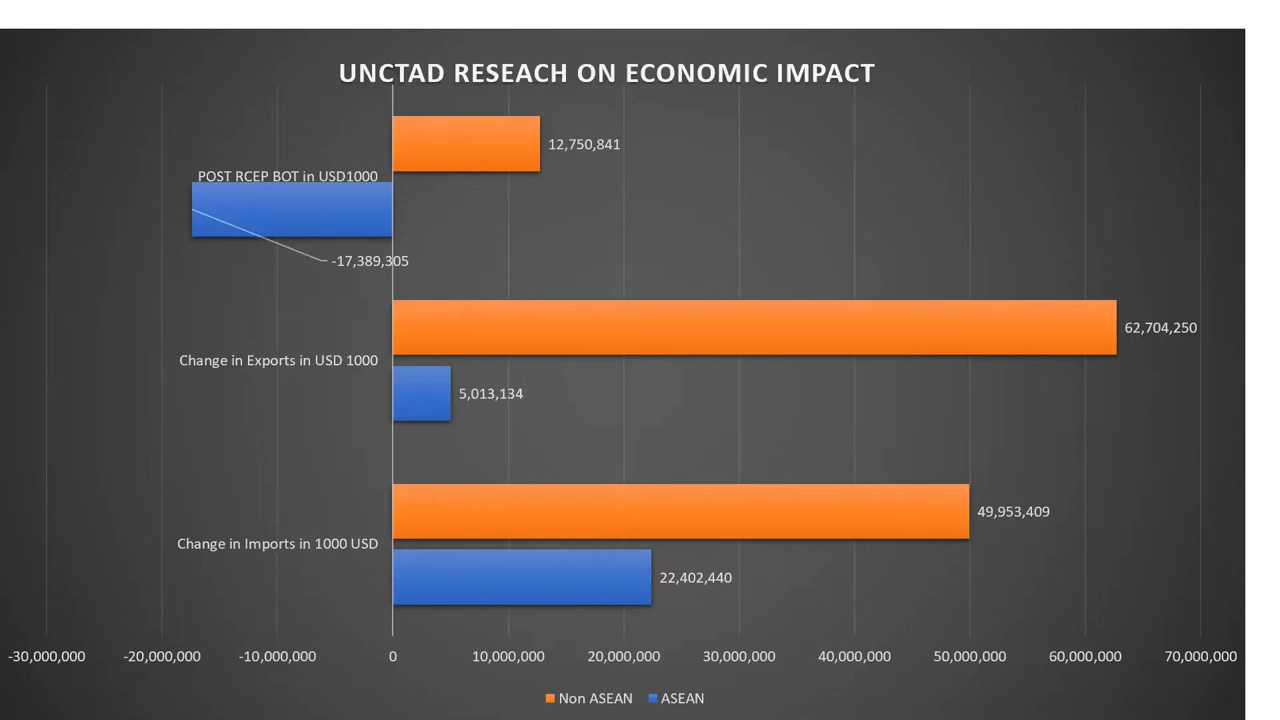 UNCTAD RESEACH ON ECONOMIC IMPACT
12,750,841
POST RCEP BOT in USD1000
-17,389,305
62,704,250
Change in Exports in USD 1000
5,013,134
49,953,409
Change in Imports in 1000 USD
22,402,440
-30,000,000 -20,000,000 -10,000,000 0 10,000,000 20,000,000 30,000,000 40,000,000 50,000,000 60,000,000 70,000,000
Non ASEAN ASEAN